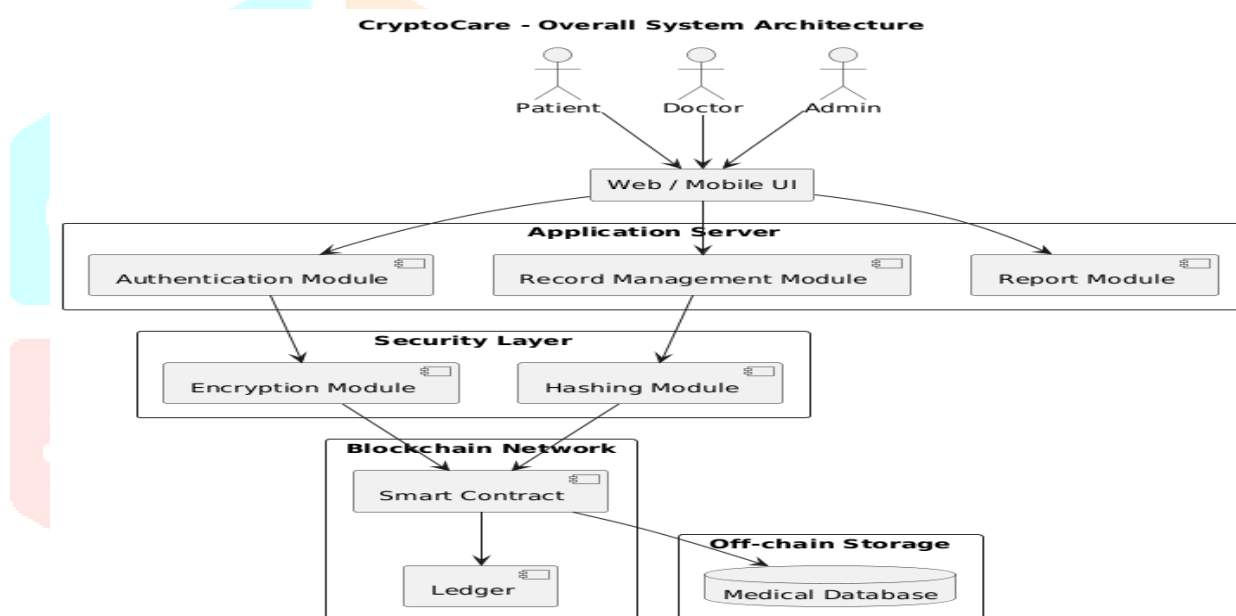 CryptoCare - Overall System Architecture
Patient Doctor Admin
Web / Mobile UI
Application Server
Authentication Module Record Management Module Report Module
Security Layer
Encryption Module Hashing Module
Blockchain Network
Smart Contract
Off-chain Storage
Ledger Medical Database